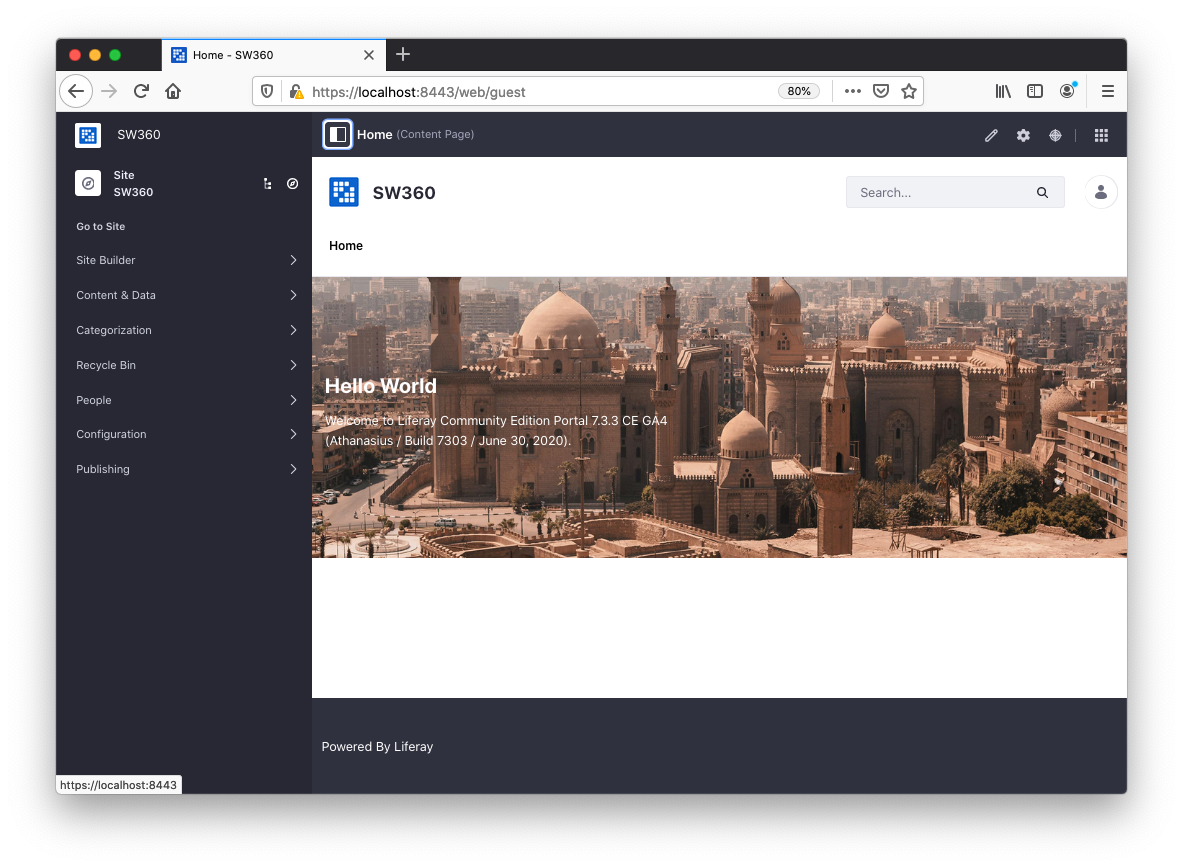 Home - SW360
https://localhost:8443/web/guest
80%
SW360
Site
SW360
Go to Site
Site Builder
Content & Data
Categorization
Recycle Bin
People
Configuration
Publishing
https://localhost:8443
Home (Content Page)
SW360
Search...
Home
Hello World
Welcome to Liferay Community Edition Portal 7.3.3 CE GA4
(Athanasius / Build 7303 / June 30, 2020).
Powered By Liferay